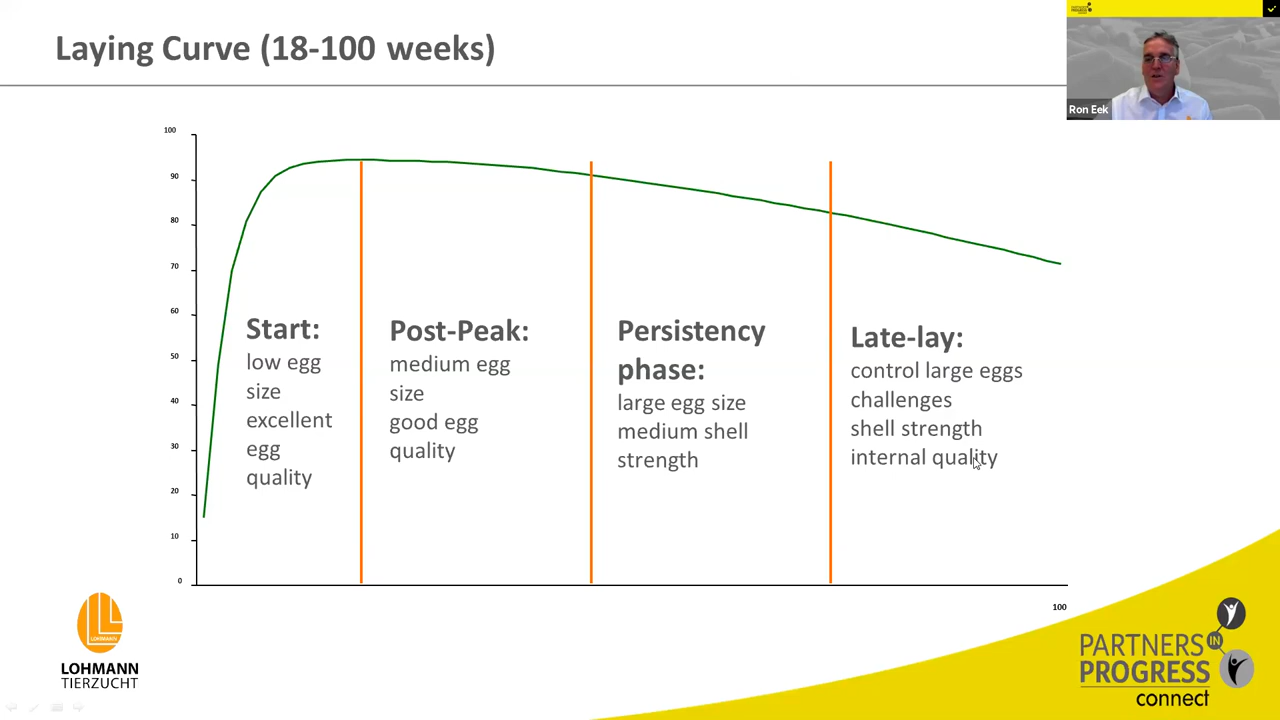 Laying Curve (18-100 weeks)
PARTNERS
PROGRESS
Ron Eek
100
90
80
70
60
50
40
30
20
10
0
100
Start:
low egg
size
excellent
egg
quality
Post-Peak:
medium egg
size
good egg
quality
Persistency
phase:
large egg size
medium shell
strength
Late-lay:
control large eggs
challenges
shell strength
internal quality
LOHMANN
LOHMANN
TIERZUCHT
PARTNERS IN
PROGRESS
connect